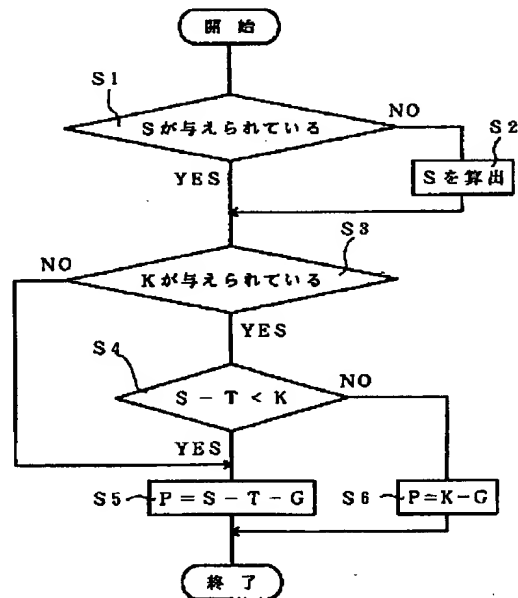 開始
S1
Sが与えられている
NO
S2
YES
Sを算出
S3
NO
Kが与えられている
YES
S4
S-T<K
NO
YES
S5
P=S-T-G
S6
P=K-G
終了